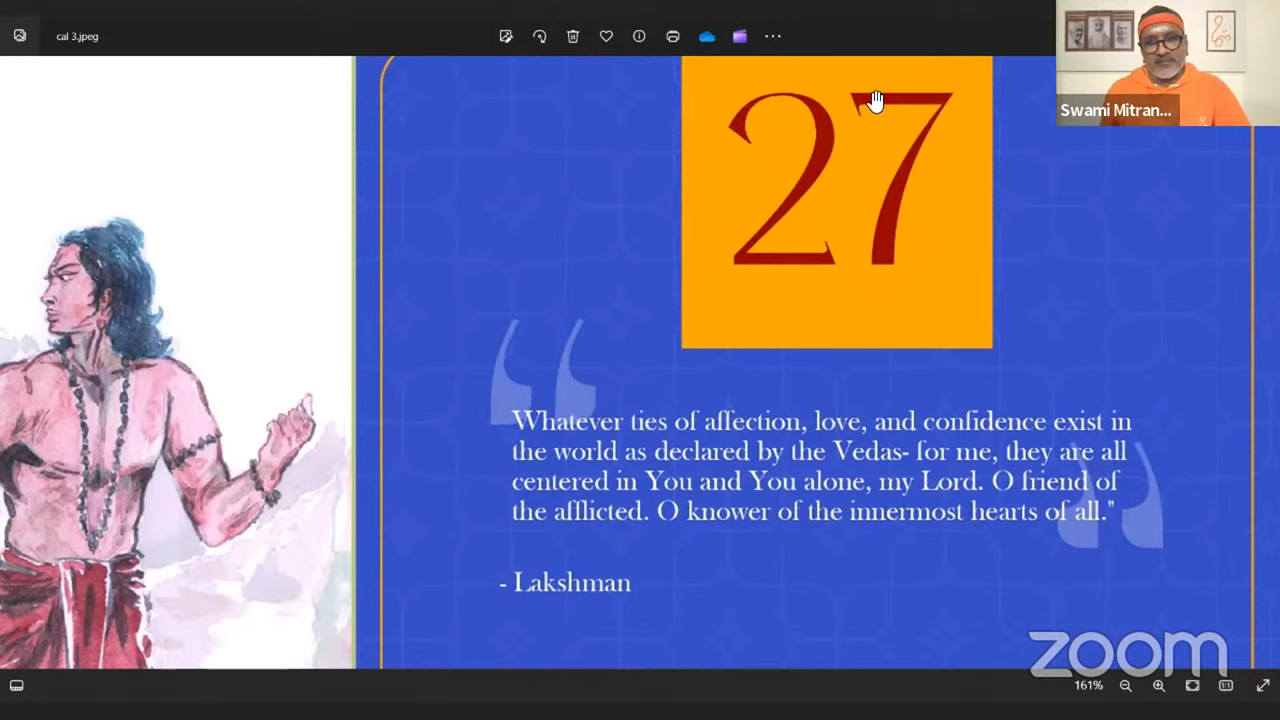 cal 3.jpeg
Swami Mitran...
27
Whatever ties of affection, love, and confidence exist in
the world as declared by the Vedas- for me, they are all
centered in You and You alone, my Lord. O friend of
the afflicted. O knower of the innermost hearts of all."
- Lakshman
zoom
161%
1:1